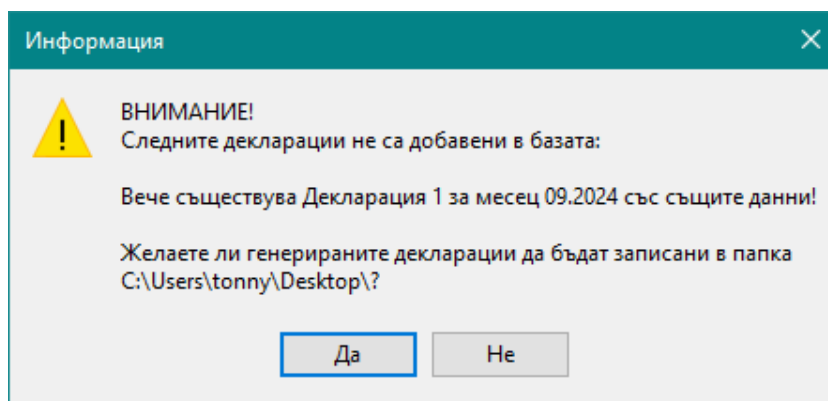 Информация
ВНИМАНИЕ!
Следните декларации не са добавени в базата:
Вече съществува Декларация 1 за месец 09.2024 със същите данни!
Желаете ли генерираните декларации да бъдат записани в папка
C:\Users\tonny\Desktop\?
Да
Не